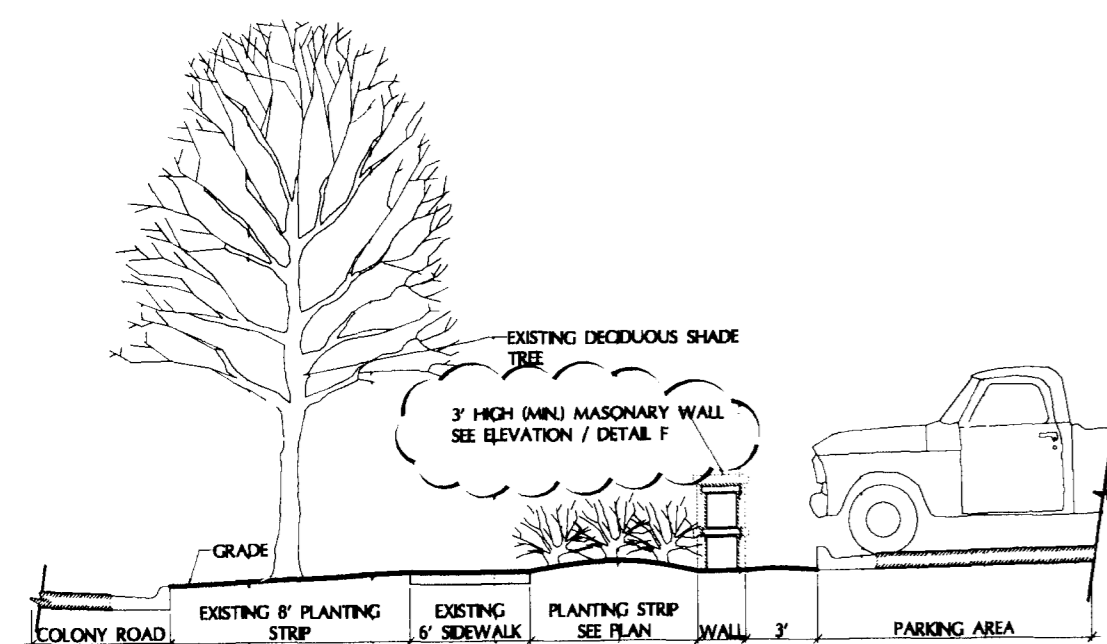 EXISTING DECIDUOUS SHADE
TREE
3' HIGH (MIN.) MASONARY WALL
SEE ELEVATION / DETAIL F
GRADE
COLONY ROAD
EXISTING 8' PLANTING
STRIP
EXISTING
6' SIDEWALK
PLANTING STRIP
SEE PLAN
WALL
3'
PARKING AREA